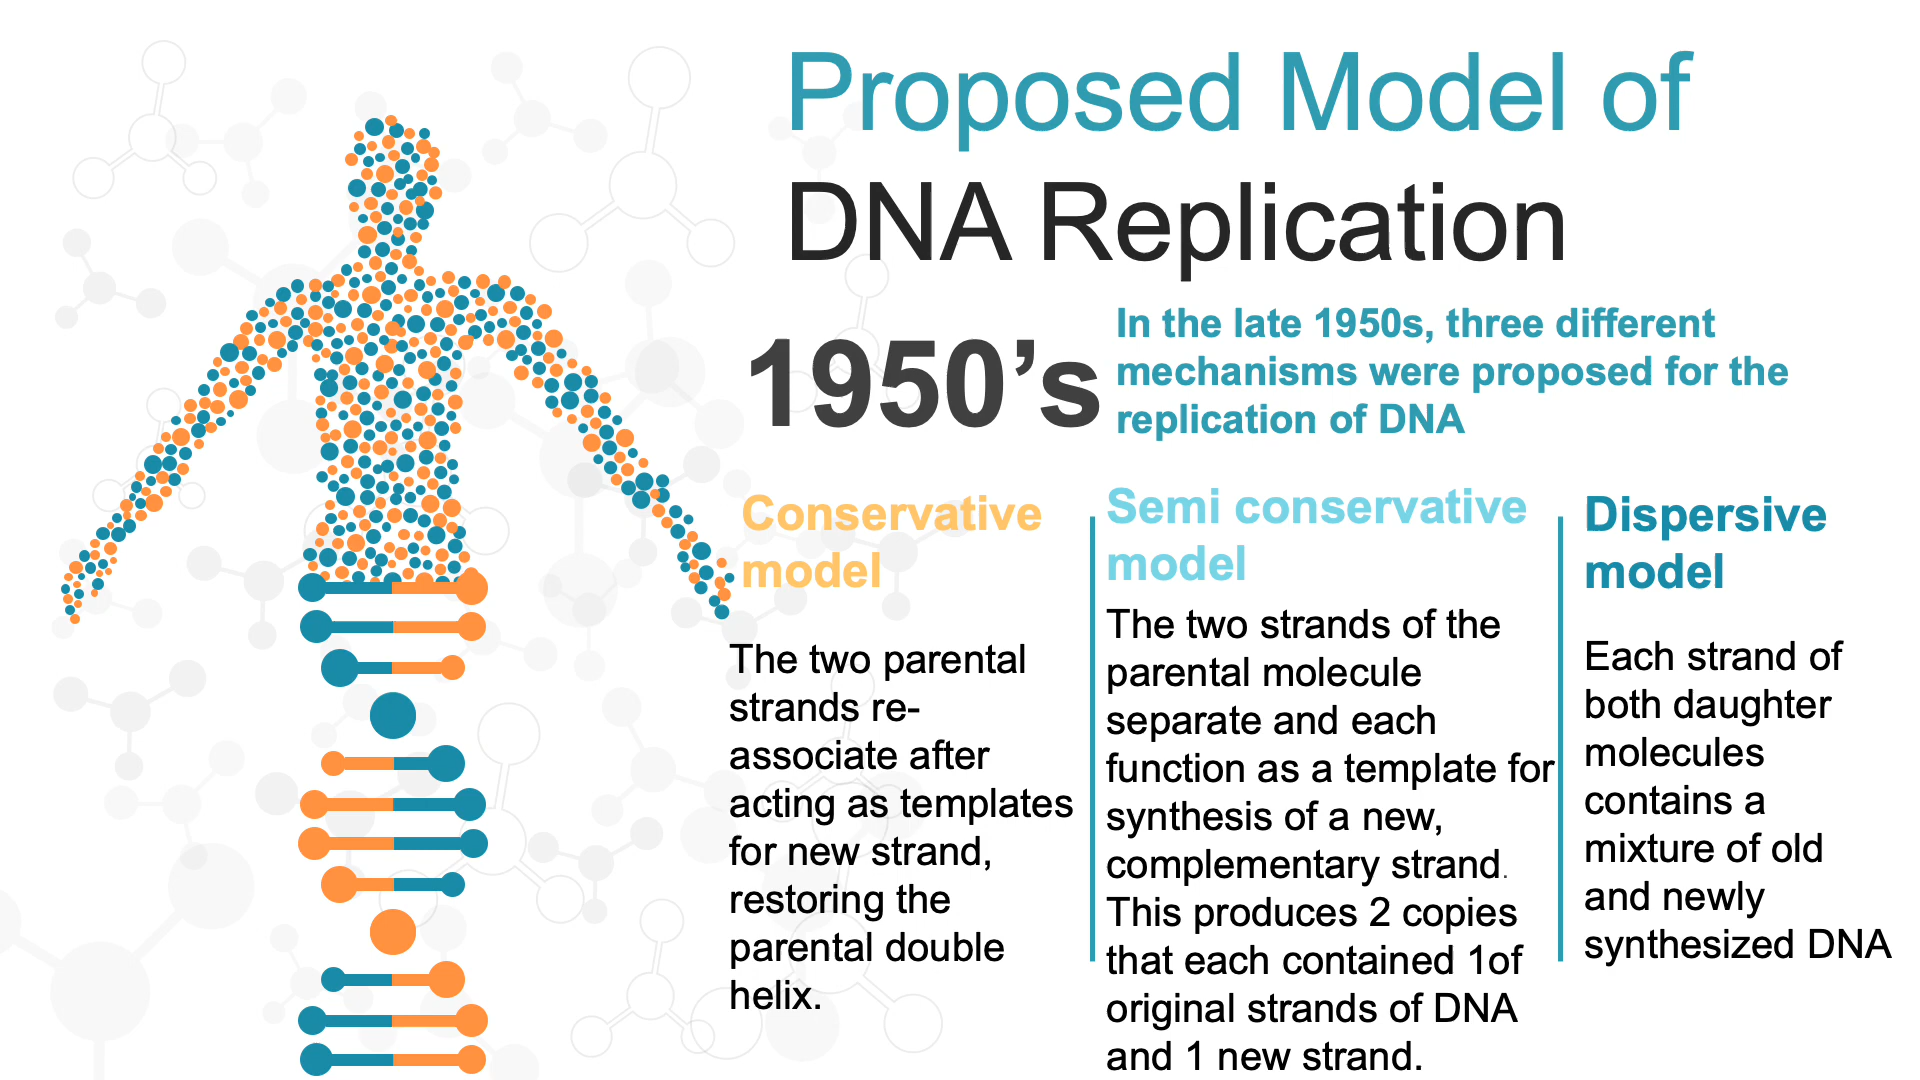 Proposed Model of
DNA Replication
1950’s
In the late 1950s, three different
mechanisms were proposed for the
replication of DNA
Conservative
model
The two parental
strands re-
associate after
acting as templates
for new strand,
restoring the
parental double
helix.
Semi conservative
model
The two strands of the
parental molecule
separate and each
function as a template for
synthesis of a new,
complementary strand.
This produces 2 copies
that each contained 1of
original strands of DNA
and 1 new strand.
Dispersive
model
Each strand of
both daughter
molecules
contains a
mixture of old
and newly
synthesized DNA